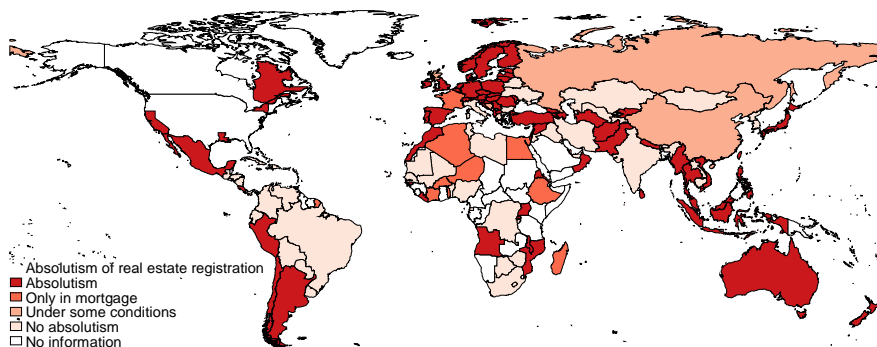 Absolutism of real estate registration
Absolutism
Only in mortgage
Under some conditions
No absolutism
No information